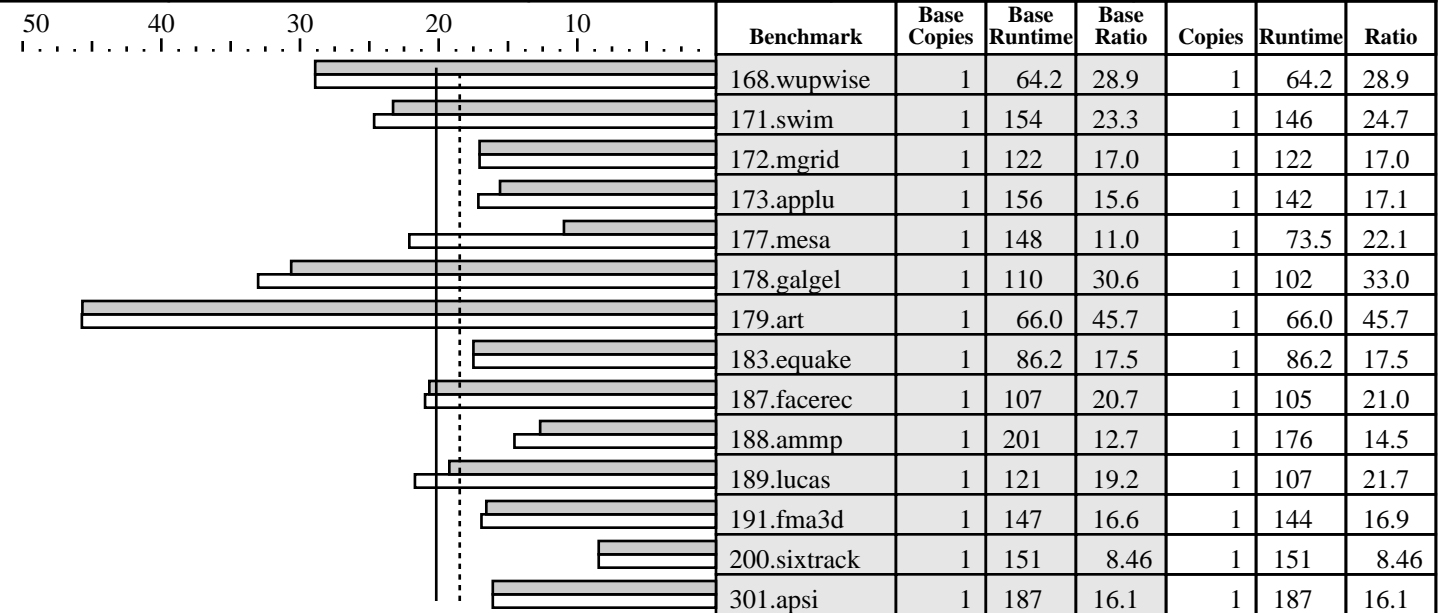 50 40 30 20 10
Benchmark Base Copies Base Runtime Base Ratio Copies Runtime Ratio
168.wupwise 1 64.2 28.9 1 64.2 28.9
171.swim 1 154 23.3 1 146 24.7
172.mgrid 1 122 17.0 1 122 17.0
173.applu 1 156 15.6 1 142 17.1
177.mesa 1 148 11.0 1 73.5 22.1
178.galgel 1 110 30.6 1 102 33.0
179.art 1 66.0 45.7 1 66.0 45.7
183.equake 1 86.2 17.5 1 86.2 17.5
187.facerec 1 107 20.7 1 105 21.0
188.ammp 1 201 12.7 1 176 14.5
189.lucas 1 121 19.2 1 107 21.7
191.fma3d 1 147 16.6 1 144 16.9
200.sixtrack 1 151 8.46 1 151 8.46
301.apsi 1 187 16.1 1 187 16.1